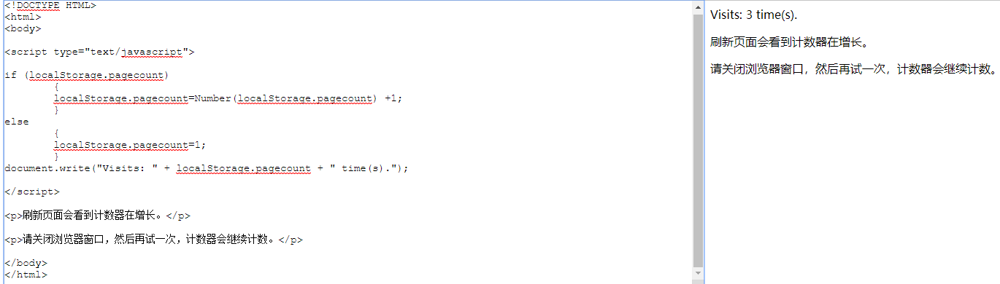 <!DOCTYPE HTML>
<html>
<body>
<script type="text/javascript">
if (localStorage.pagecount)
{
localStorage.pagecount=Number(localStorage.pagecount) +1;
}
else
{
localStorage.pagecount=1;
}
document.write("Visits: " + localStorage.pagecount + " time(s).");
</script>
<p>刷新页面会看到计数器在增长。</p>
<p>请关闭浏览器窗口，然后再试一次，计数器会继续计数。</p>
</body>
</html>
Visits: 3 time(s).
刷新页面会看到计数器在增长。
请关闭浏览器窗口，然后再试一次，计数器会继续计数。